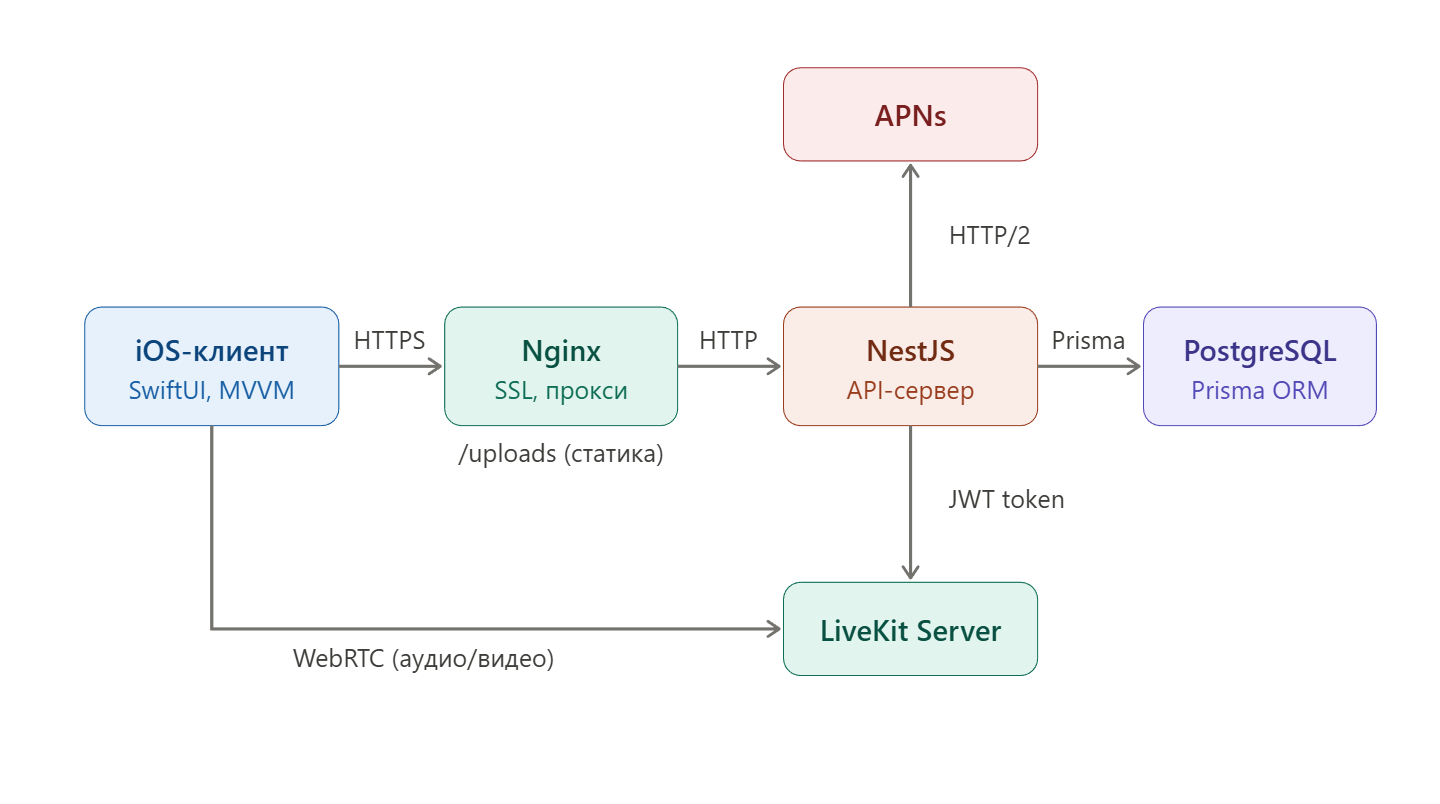 APNs
HTTP/2
iOS-клиент
SwiftUI, MVVM
HTTPS
Nginx
SSL, прокси
HTTP
NestJS
API-сервер
Prisma
PostgreSQL
Prisma ORM
/uploads (статика)
JWT token
LiveKit Server
WebRTC (аудио/видео)